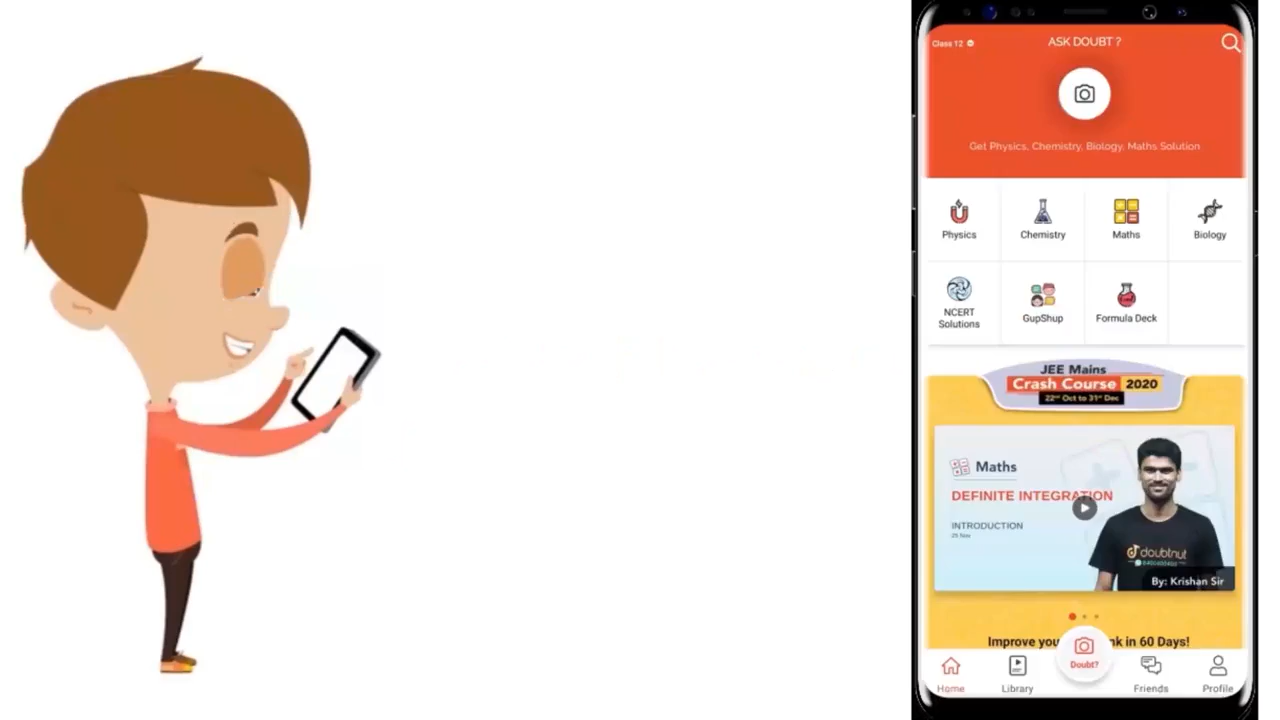 Class 12
ASK DOUBT ?
Get Physics, Chemistry, Biology, Maths Solution
Physics
Chemistry
Maths
Biology
NCERT
Solutions
GupShup
Formula Deck
JEE Mains
Crash Course 2020
22nd Oct to 31st Dec
Maths
DEFINITE INTEGRATION
INTRODUCTION
doubtnut
By: Krishan Sir
Improve you nk in 60 Days!
Doubt?
Home
Library
Friends
Profile